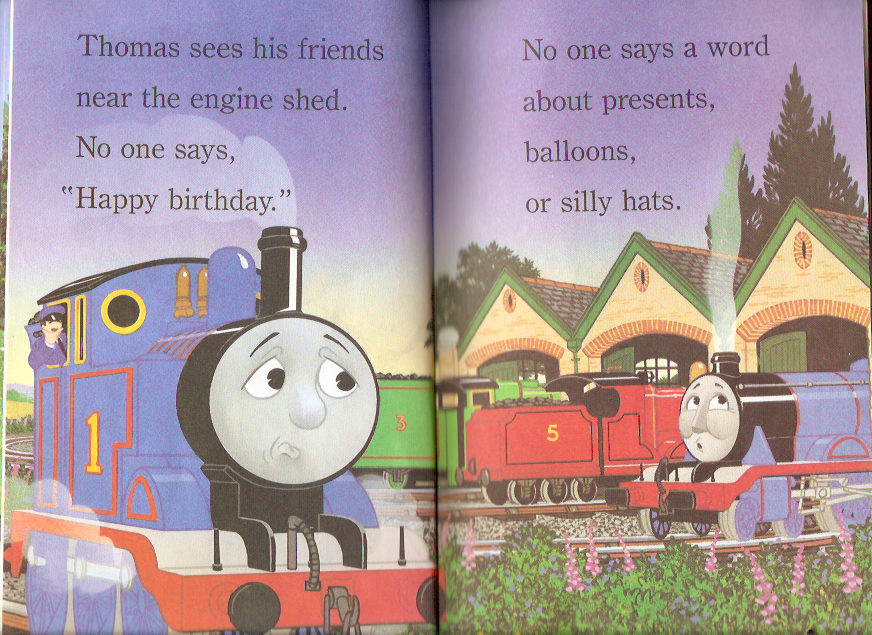 Thomas sees his friends
near the engine shed.
No one says,
“Happy birthday.”
1
3
No one says a word
about presents,
balloons,
or silly hats.
5